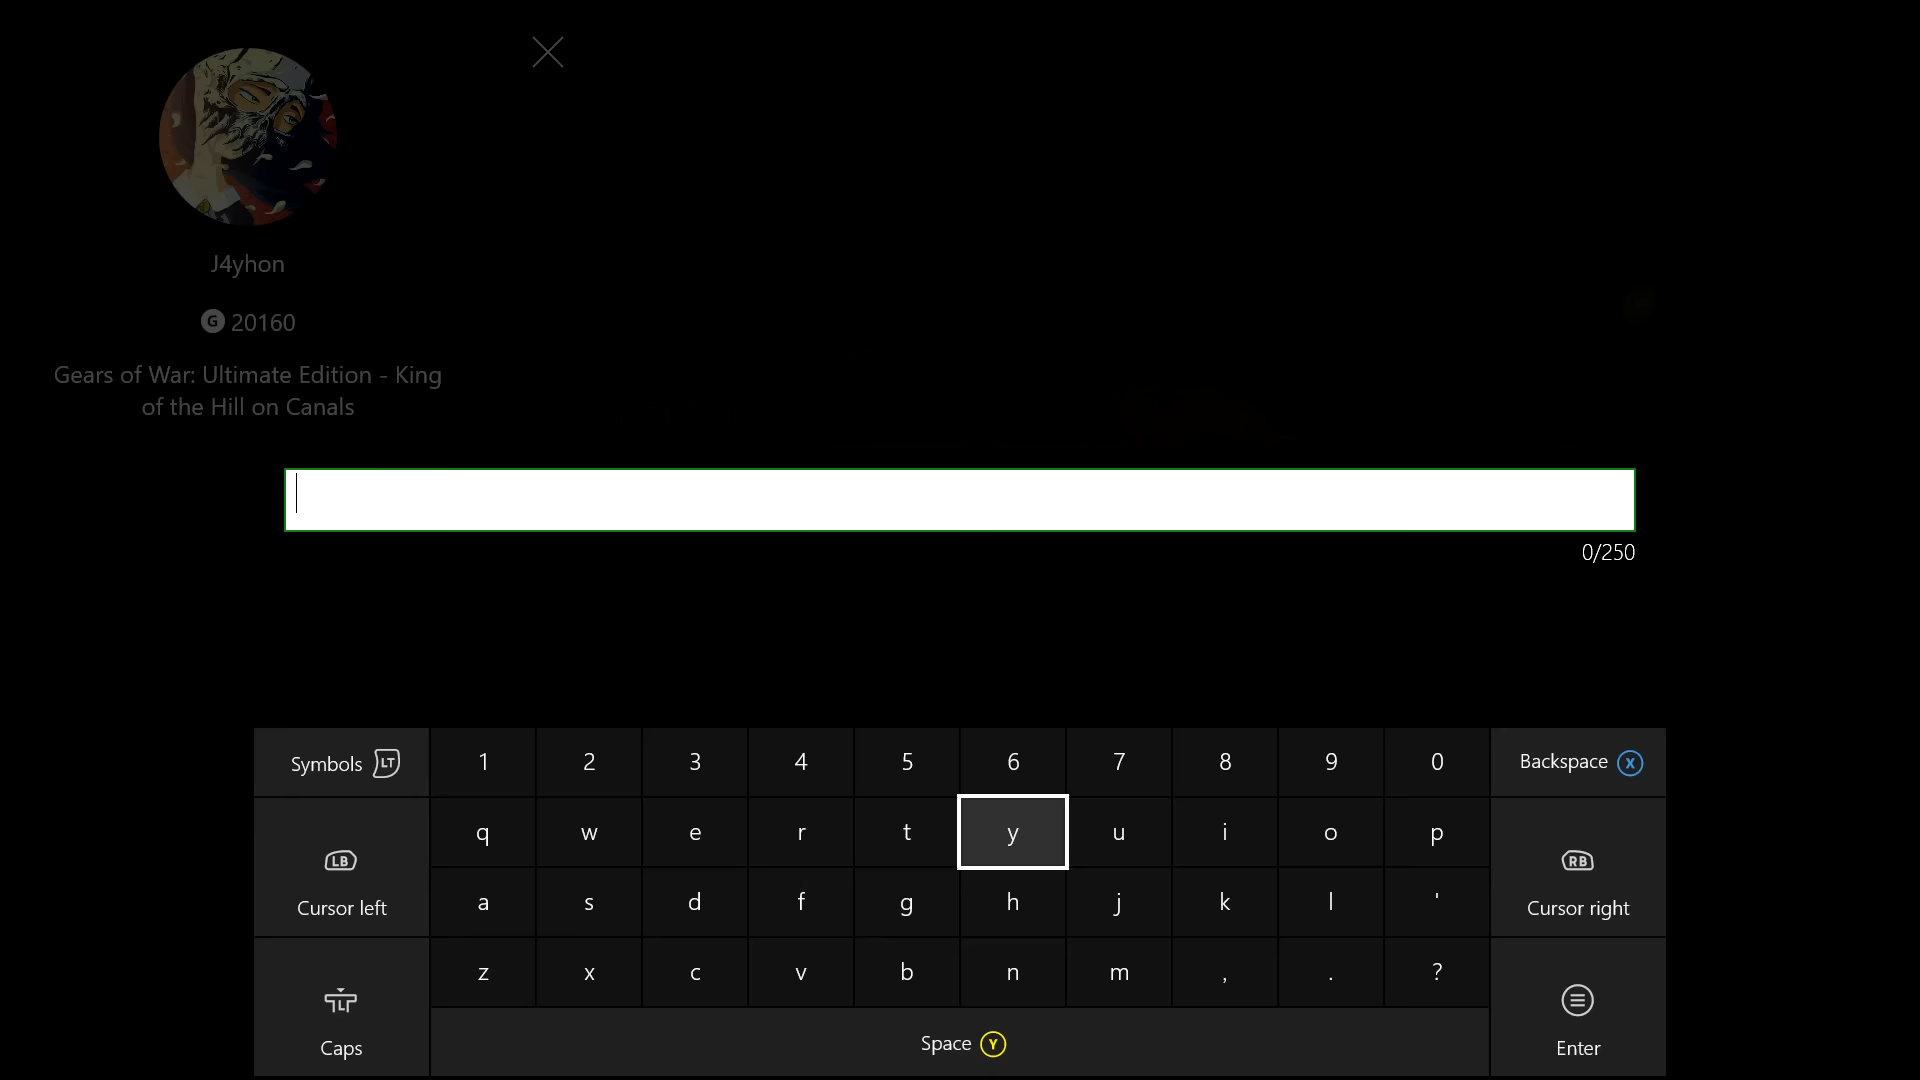 J4yhon
G 20160
Gears of War: Ultimate Edition - King
of the Hill on Canals
0/250
Symbols LT 1 2 3 4 5 6 7 8 9 0 Backspace X
q w e r t y u i o p
LB RB
Cursor left a s d f g h j k l ' Cursor right
z x c v b n m , . ?
Caps Space Y Enter